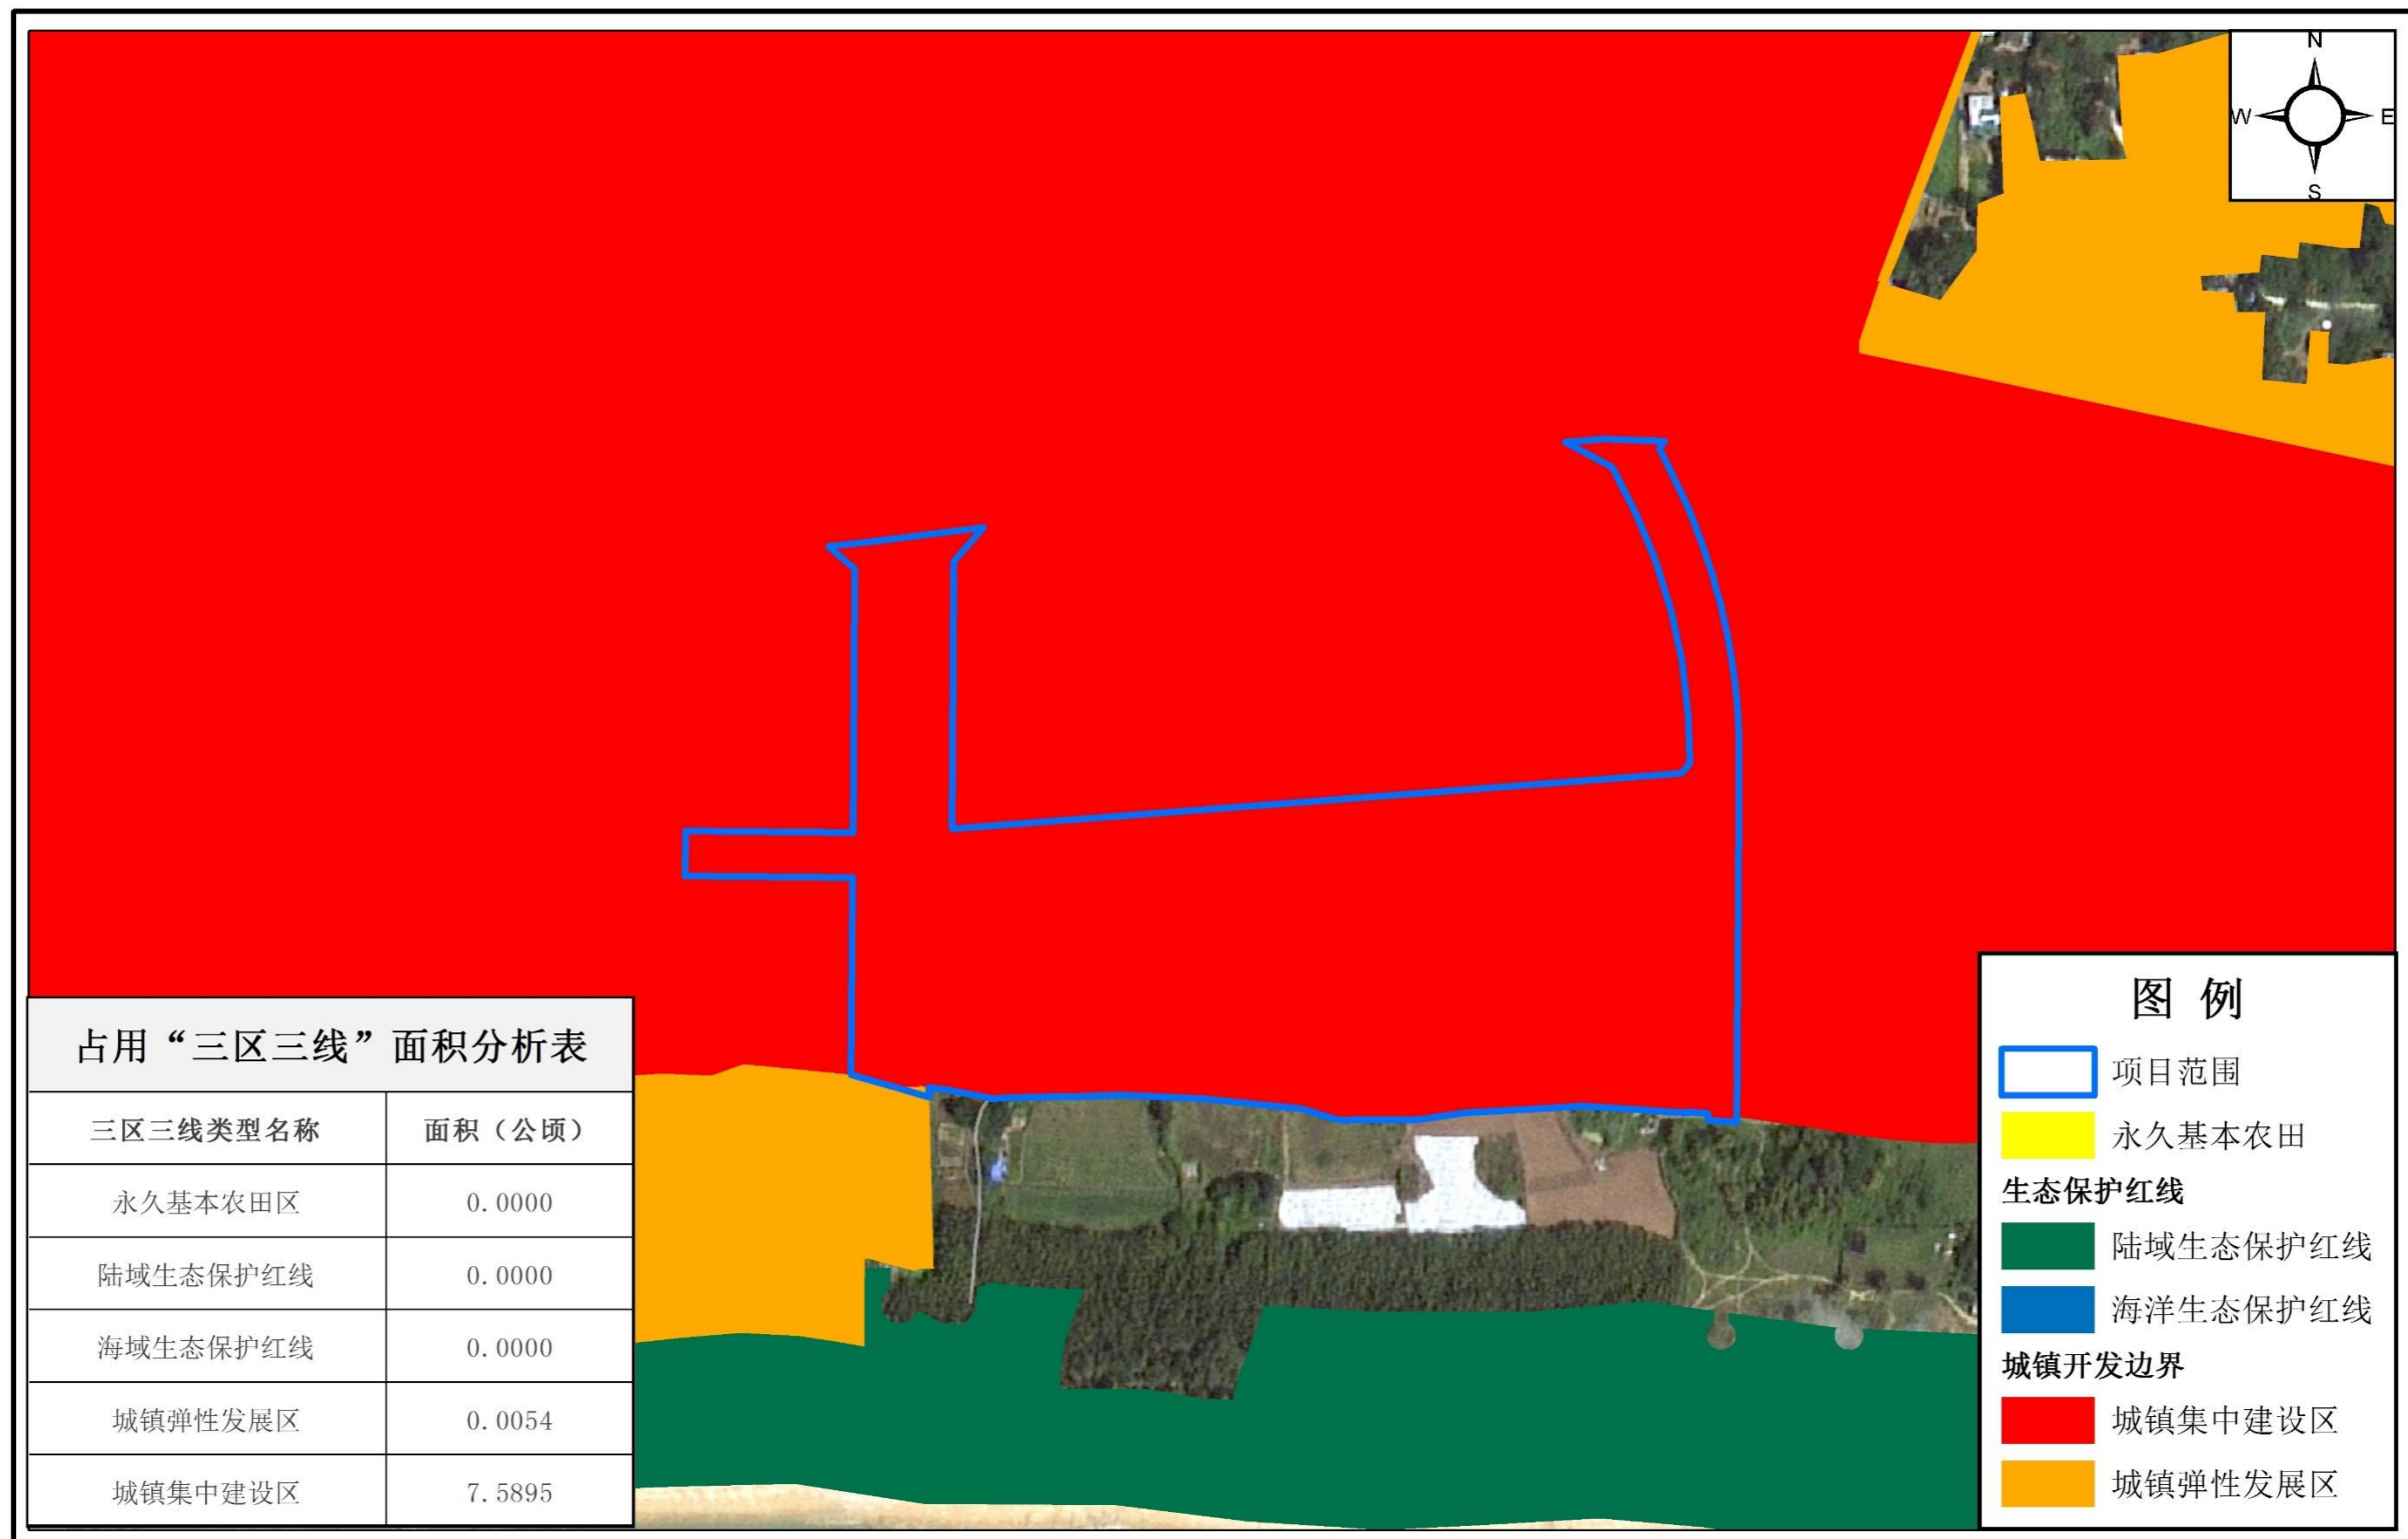 N
W
E
S
占用“三区三线”面积分析表
三区三线类型名称 面积（公顷）
永久基本农田区 0.0000
陆域生态保护红线 0.0000
海域生态保护红线 0.0000
城镇弹性发展区 0.0054
城镇集中建设区 7.5895
图 例
项目范围
永久基本农田
生态保护红线
陆域生态保护红线
海洋生态保护红线
城镇开发边界
城镇集中建设区
城镇弹性发展区